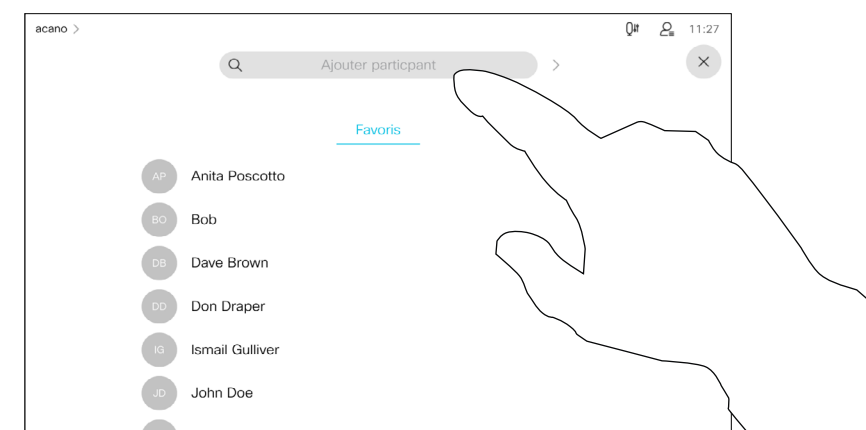 acano >
11:27
Ajouter particpant
Favoris
AP Anita Poscotto
BO Bob
DB Dave Brown
DD Don Draper
IG Ismail Gulliver
JD John Doe